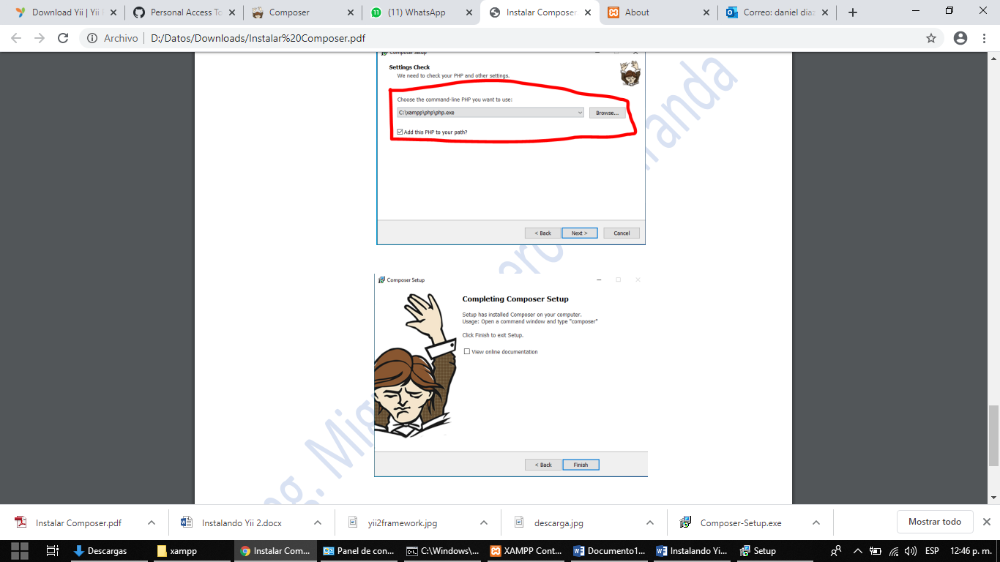 Download Yii | Yii
Personal Access To
Composer
(11) WhatsApp
Instalar Composer
About
Correo: daniel diaz
Archivo | D:/Datos/Downloads/Instalar%20Composer.pdf
Composer Setup
Settings Check
We need to check your PHP and other settings.
Choose the command-line PHP you want to use:
C:\xampp\php\php.exe
Browse...
Add this PHP to your path?
< Back
Next >
Cancel
Composer Setup
Completing Composer Setup
Setup has installed Composer on your computer.
Usage: Open a command window and type "composer"
Click Finish to exit Setup.
View online documentation
< Back
Finish
Instalar Composer.pdf
Instalando Yii 2.docx
yii2framework.jpg
descarga.jpg
Composer-Setup.exe
Mostrar todo
Descargas
xampp
Instalar Com...
Panel de con...
C:\Windows\...
XAMPP Cont...
Documento1...
Instalando Yi...
Setup
ESP
12:46 p. m.